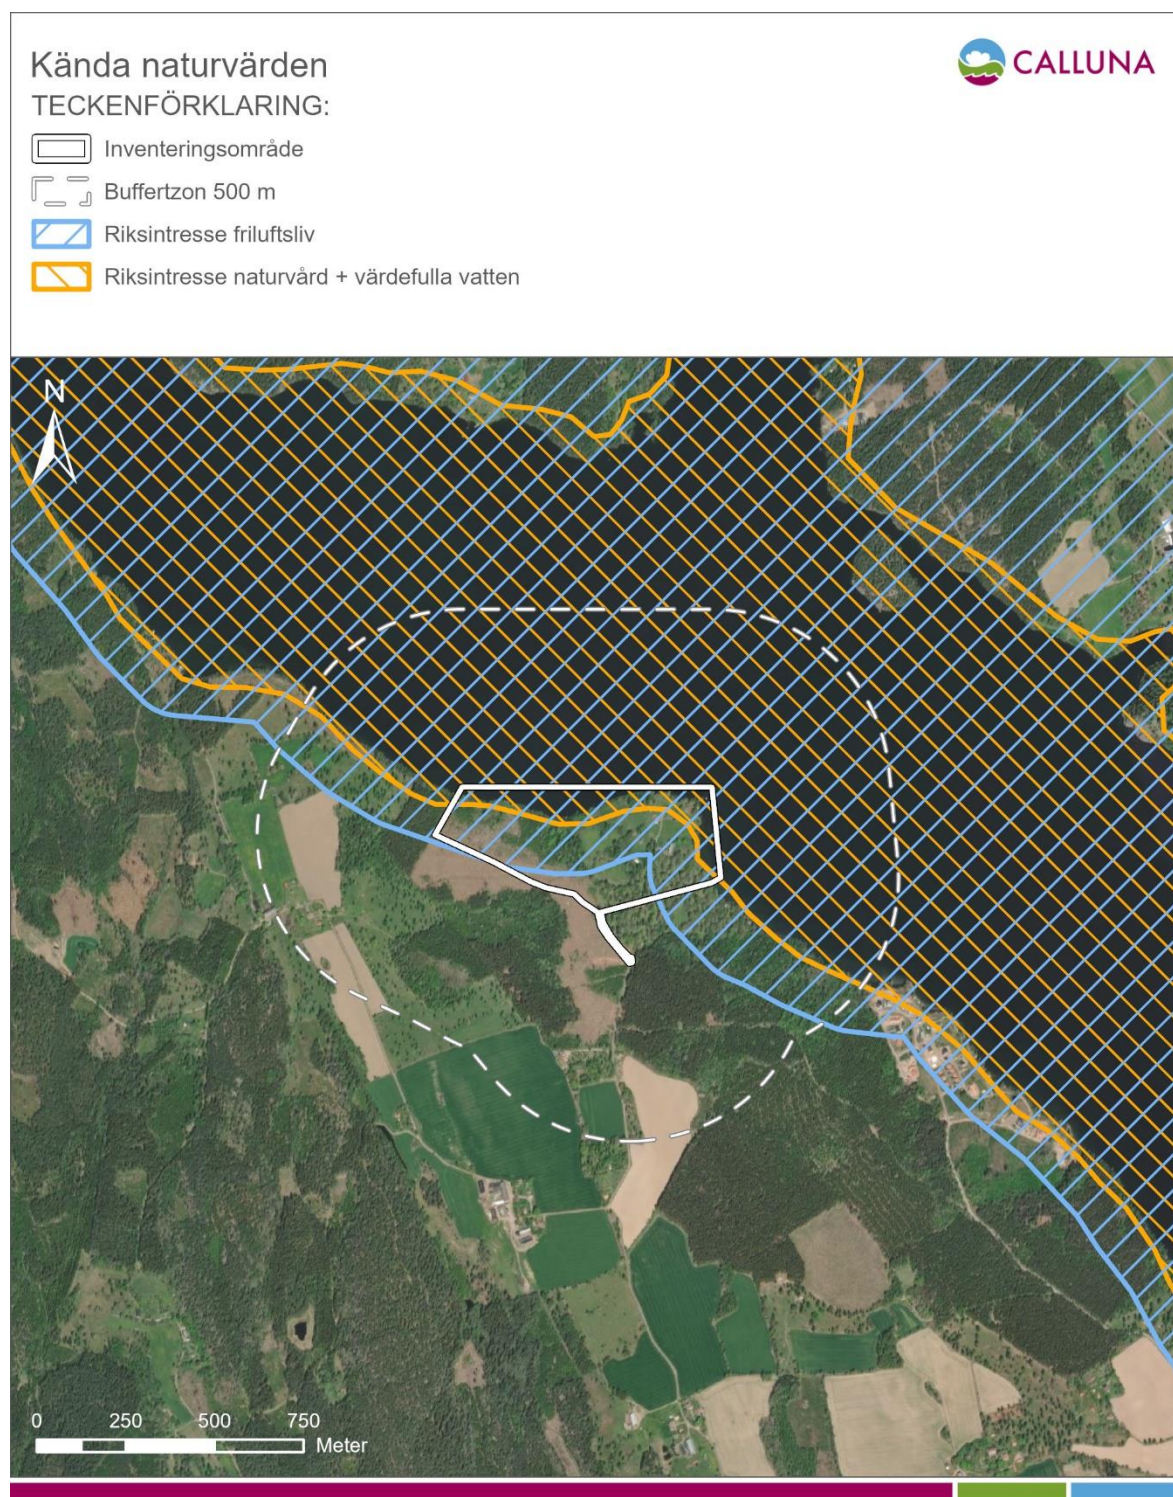 Kända naturvärden
CALLUNA
TECKENFÖRKLARING:
Inventeringsområde
Buffertzon 500 m
Riksintresse friluftsliv
Riksintresse naturvård + värdefulla vatten
N
0 250 500 750
Meter